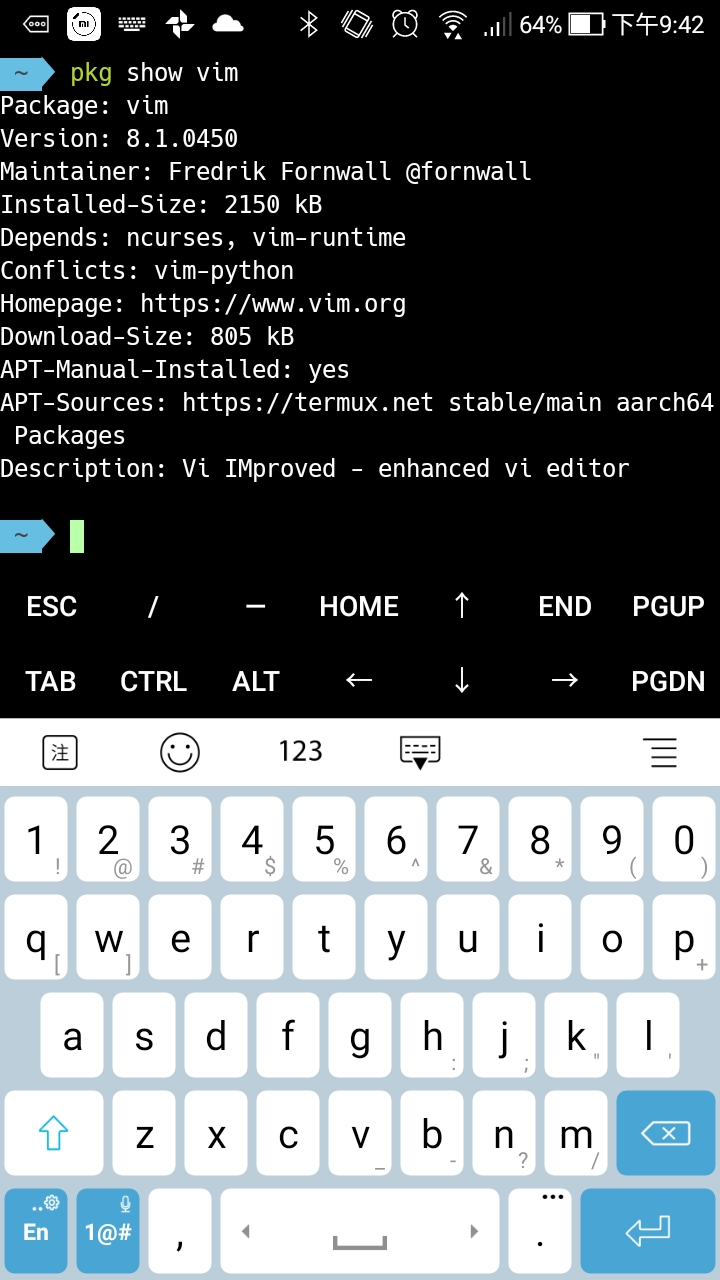 64% 下午9:42
~ pkg show vim
Package: vim
Version: 8.1.0450
Maintainer: Fredrik Fornwall @fornwall
Installed-Size: 2150 kB
Depends: ncurses, vim-runtime
Conflicts: vim-python
Homepage: https://www.vim.org
Download-Size: 805 kB
APT-Manual-Installed: yes
APT-Sources: https://termux.net stable/main aarch64
Packages
Description: Vi IMproved - enhanced vi editor
~
ESC / — HOME ↑ END PGUP
TAB CTRL ALT ← ↓ → PGDN
注 123
1 ! 2 @ 3 # 4 $ 5 % 6 ^ 7 & 8 * 9 ( 0 )
q [ w ] e r t y u i o p +
a s d f g h : j ; k " l '
z x c v _ b - n ? m /
En 1@# , .